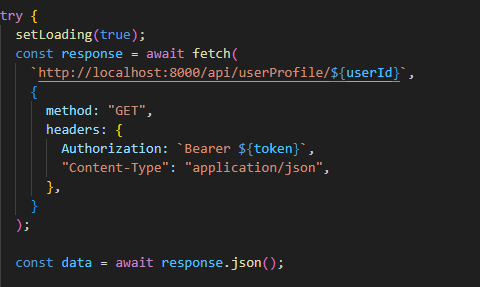 try {
  setLoading(true);
  const response = await fetch(
    `http://localhost:8000/api/userProfile/${userId}`,
    {
      method: "GET",
      headers: {
        Authorization: `Bearer ${token}`,
        "Content-Type": "application/json",
      },
    }
  );
  const data = await response.json();